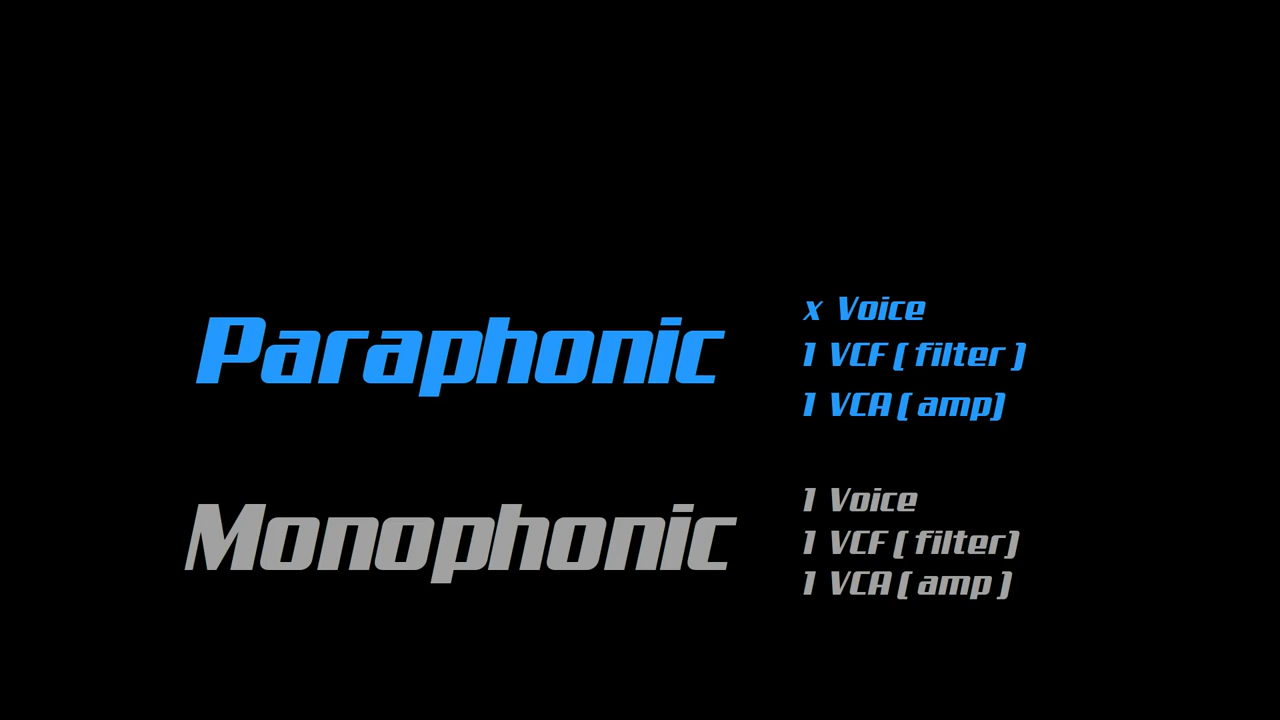 Paraphonic
x Voice
1 VCF ( filter )
1 VCA ( amp)
Monophonic
1 Voice
1 VCF ( filter)
1 VCA ( amp )